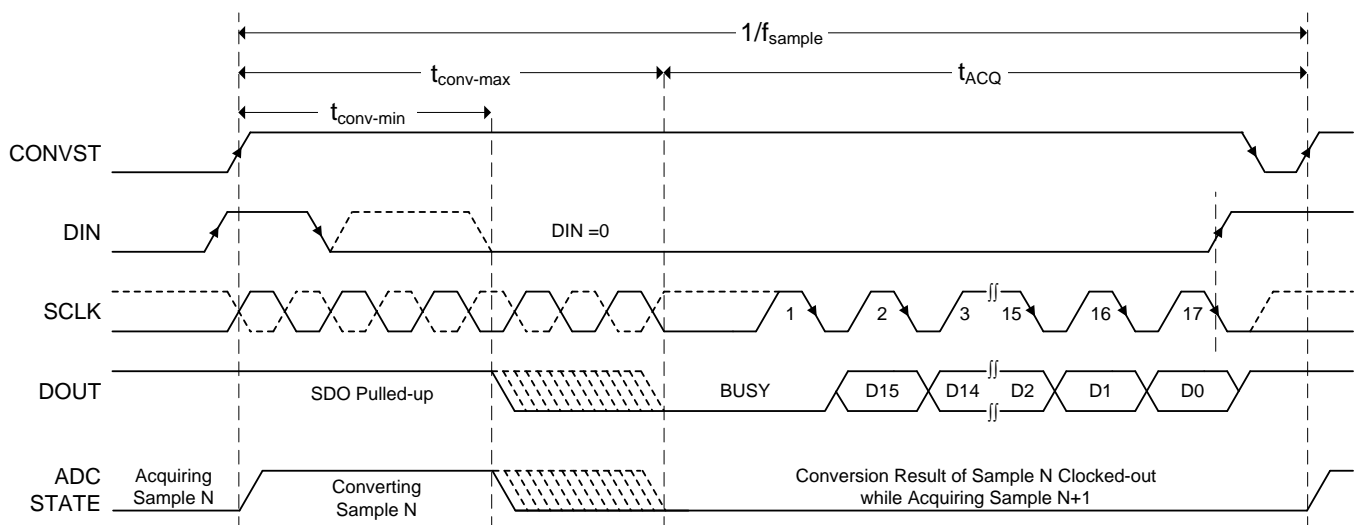 1/fsample
tconv-max
tACQ
tconv-min
CONVST
DIN
DIN =0
SCLK
1 2 3 15 16 17
DOUT
SDO Pulled-up
BUSY
D15 D14 D2 D1 D0
ADC
STATE
Acquiring
Sample N
Converting
Sample N
Conversion Result of Sample N Clocked-out
while Acquiring Sample N+1